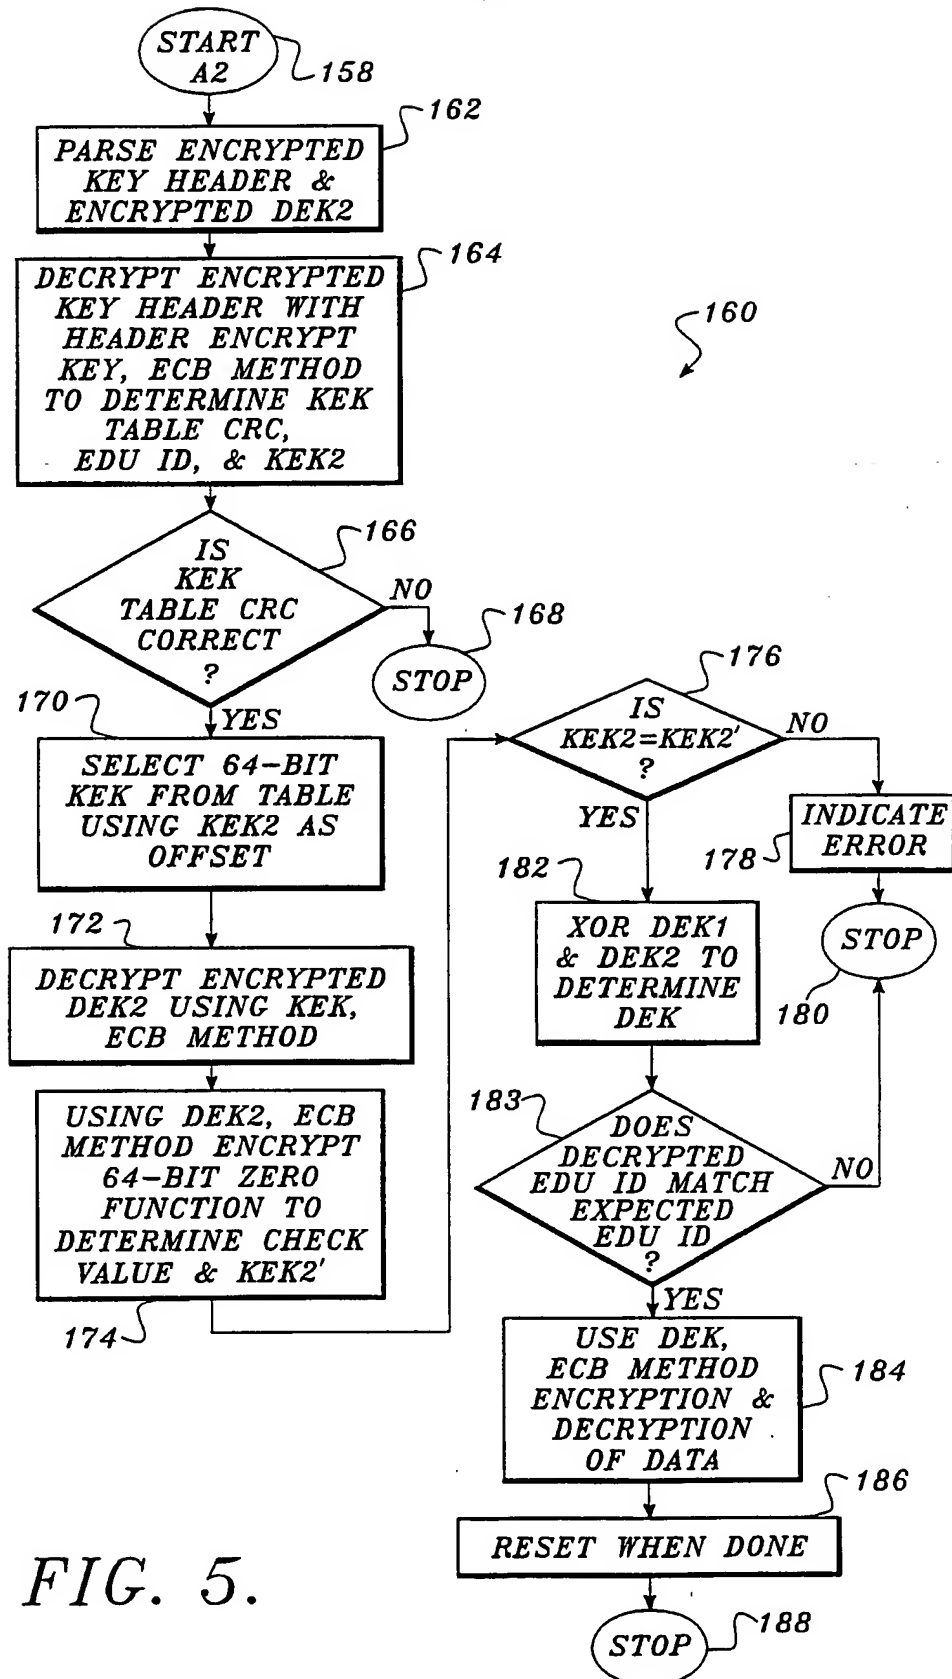 START
A2
158
162
PARSE ENCRYPTED
KEY HEADER &
ENCRYPTED DEK2
164
DECRYPT ENCRYPTED
KEY HEADER WITH
HEADER ENCRYPT
KEY, ECB METHOD
TO DETERMINE KEK
TABLE CRC,
EDU ID, & KEK2
160
166
IS
KEK
TABLE CRC
CORRECT
?
NO
168
STOP
170
YES
SELECT 64-BIT
KEK FROM TABLE
USING KEK2 AS
OFFSET
172
DECRYPT ENCRYPTED
DEK2 USING KEK,
ECB METHOD
USING DEK2, ECB
METHOD ENCRYPT
64-BIT ZERO
FUNCTION TO
DETERMINE CHECK
VALUE & KEK2'
174
176
IS
KEK2=KEK2'
?
NO
YES
INDICATE
ERROR
178
STOP
180
182
XOR DEK1
& DEK2 TO
DETERMINE
DEK
183
DOES
DECRYPTED
EDU ID MATCH
EXPECTED
EDU ID
?
NO
YES
USE DEK,
ECB METHOD
ENCRYPTION &
DECRYPTION
OF DATA
184
186
RESET WHEN DONE
STOP
188
FIG. 5.